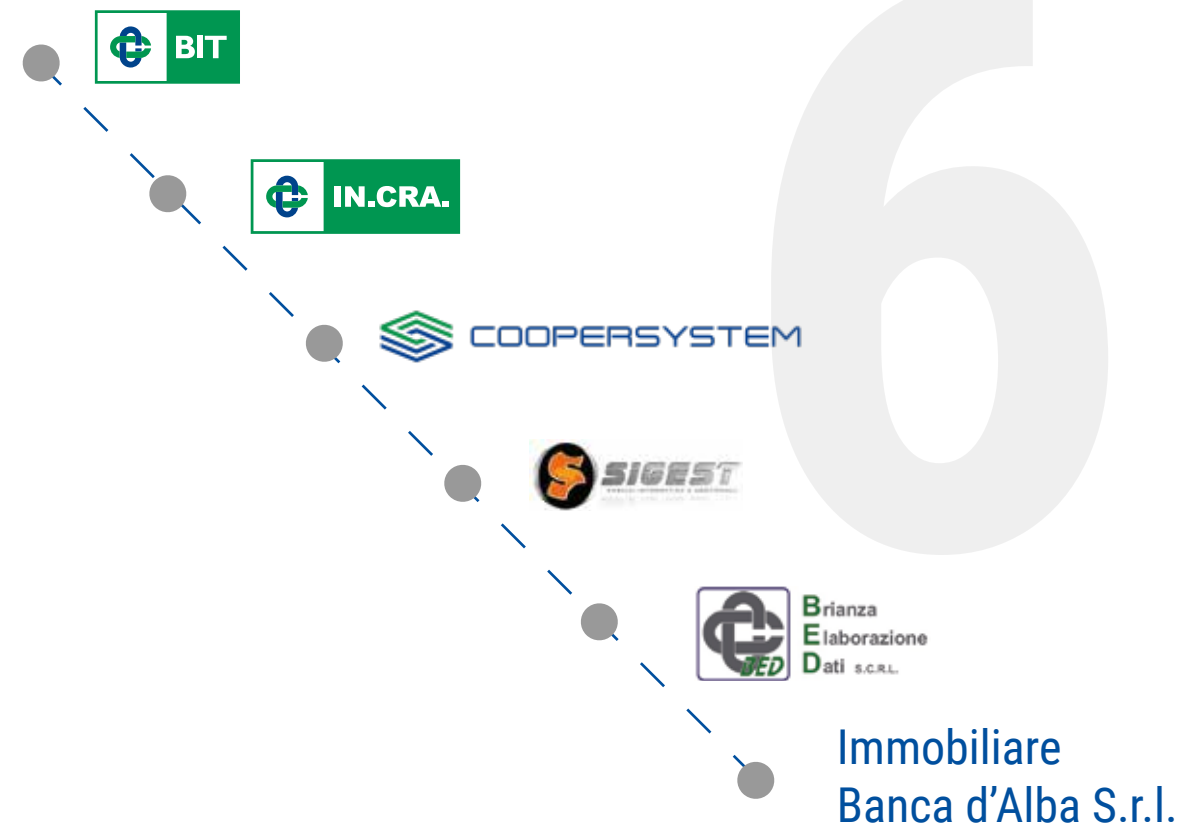 6
BIT
IN.CRA.
COOPERSYSTEM
SIGEST
BED
Brianza
Elaborazione
Dati S.C.R.L.
Immobiliare
Banca d'Alba S.r.l.